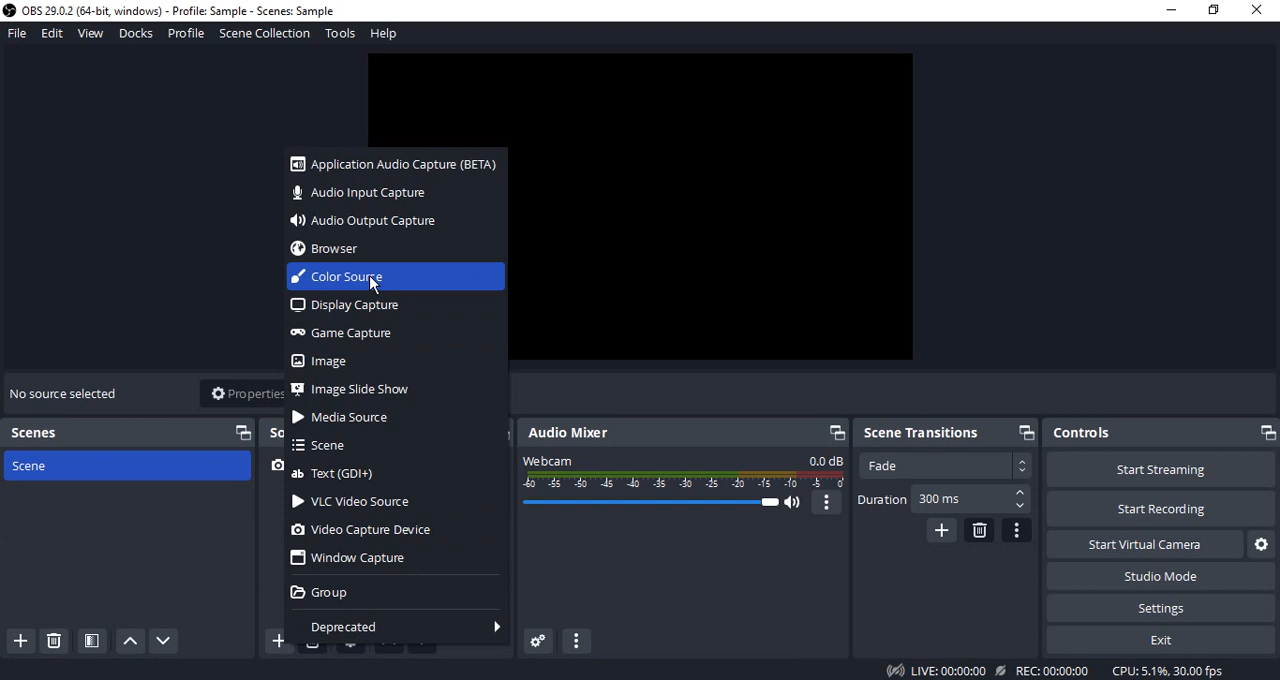 OBS 29.0.2 (64-bit, windows) - Profile: Sample - Scenes: Sample
File Edit View Docks Profile Scene Collection Tools Help
Application Audio Capture (BETA)
Audio Input Capture
Audio Output Capture
Browser
Color Source
Display Capture
Game Capture
Image
Image Slide Show
Media Source
Scene
ab Text (GDI+)
VLC Video Source
Video Capture Device
Window Capture
Group
Deprecated
No source selected
Properties
Scenes
Scene
So
Audio Mixer
Webcam 0.0 dB
-60 -55 -50 -45 -40 -35 -30 -25 -20 -15 -10 -5 0
Scene Transitions
Fade
Duration 300 ms
Controls
Start Streaming
Start Recording
Start Virtual Camera
Studio Mode
Settings
Exit
LIVE: 00:00:00 REC: 00:00:00 CPU: 5.1%, 30.00 fps